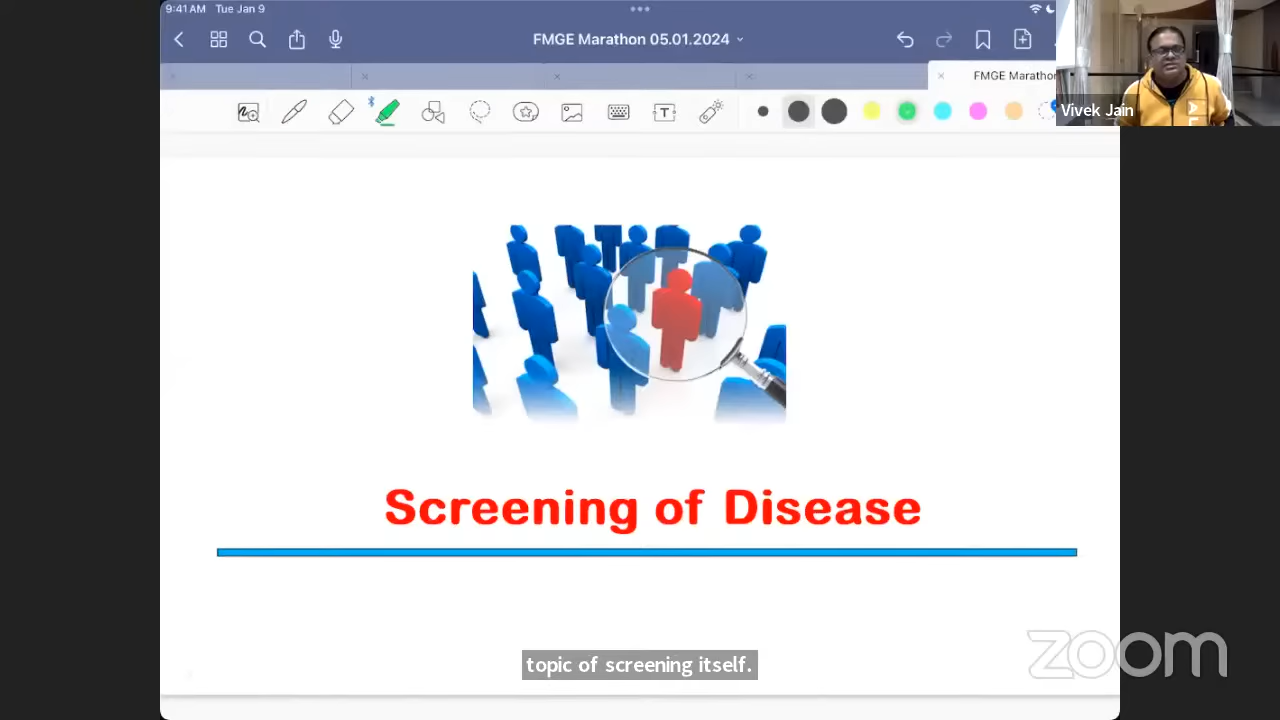 9:41 AM Tue Jan 9
FMGE Marathon 05.01.2024
FMGE Marathon
T
Vivek Jain
Screening of Disease
topic of screening itself.
zoom